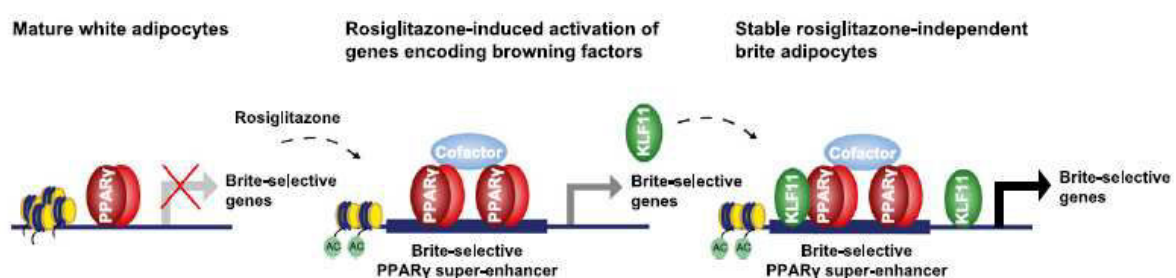 Mature white adipocytes
Rosiglitazone-induced activation of
genes encoding browning factors
Stable rosiglitazone-independent
brite adipocytes
Rosiglitazone
PPARγ
Brite-selective
genes
Cofactor
PPARγ
PPARγ
AC
AC
Brite-selective
genes
Brite-selective
PPARγ super-enhancer
KLF11
Cofactor
KLF11
PPARγ
PPARγ
KLF11
AC
AC
Brite-selective
genes
Brite-selective
PPARγ super-enhancer